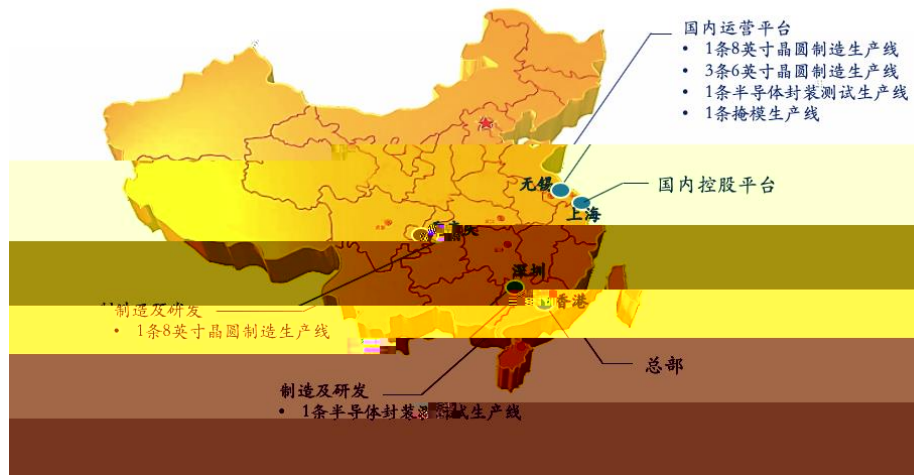 国内运营平台
• 1条8英寸晶圆制造生产线
• 3条6英寸晶圆制造生产线
• 1条半导体封装测试生产线
• 1条掩模生产线
无锡
国内控股平台
上海
深圳
香港
制造及研发
• 1条8英寸晶圆制造生产线
总部
制造及研发
• 1条半导体封装测试生产线